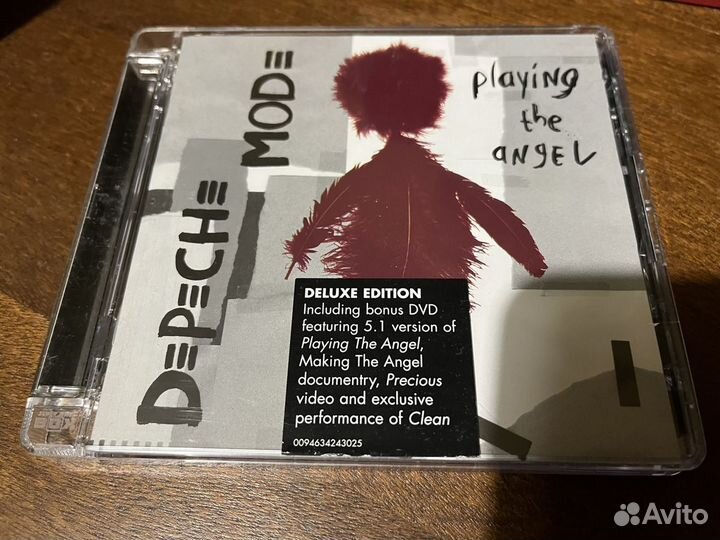 DEPECHE MODE
playing
the
angel
DELUXE EDITION
Including bonus DVD
featuring 5.1 version of
Playing The Angel,
Making The Angel
documentry, Precious
video and exclusive
performance of Clean
0094634243025
Avito